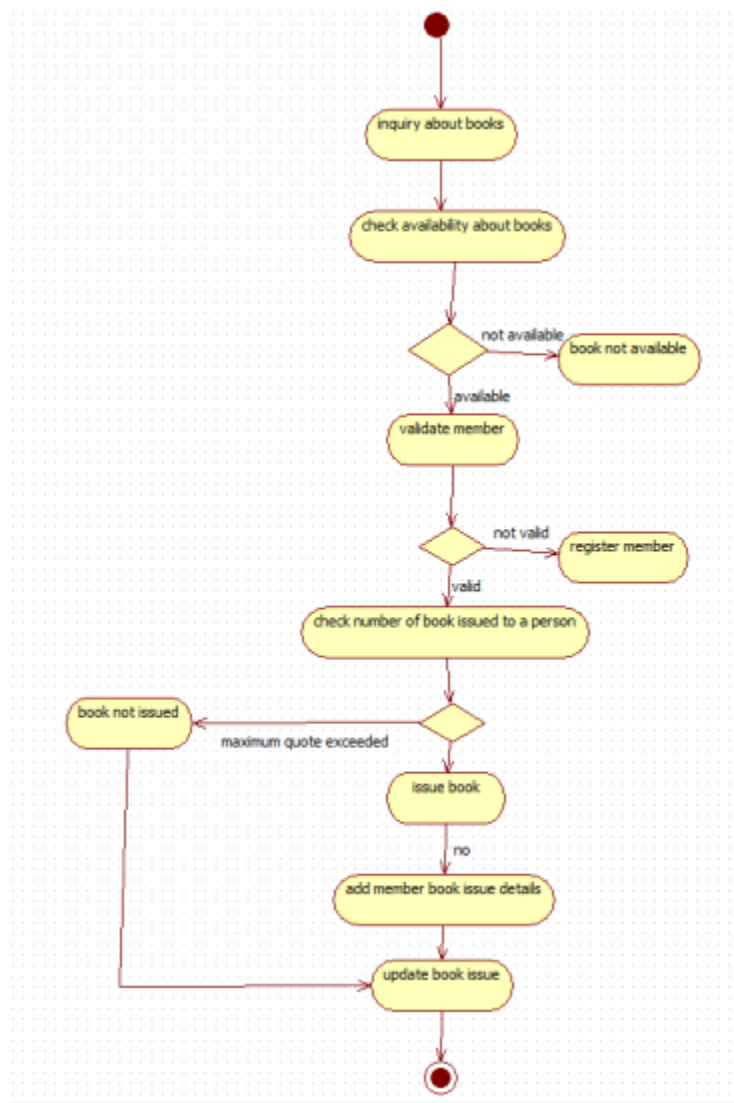 inquiry about books
check availability about books
not available
book not available
available
validate member
not valid
register member
valid
check number of book issued to a person
book not issued
maximum quote exceeded
issue book
no
add member book issue details
update book issue